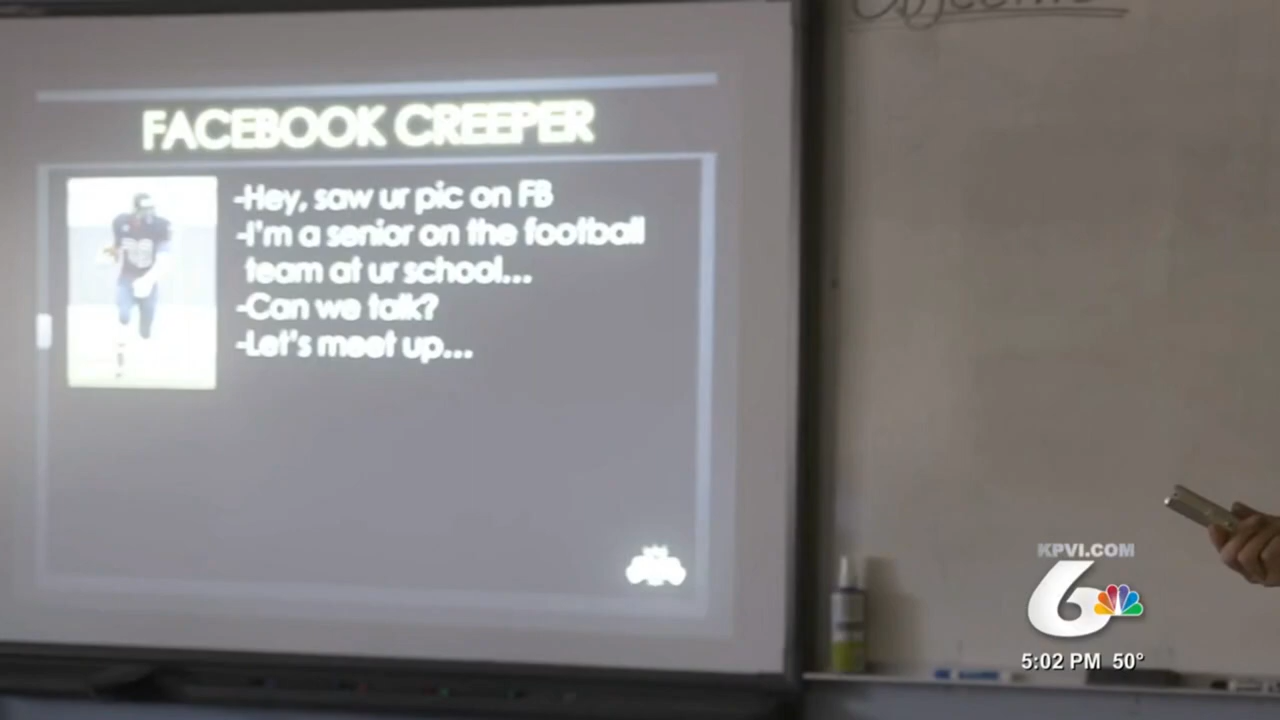 FACEBOOK CREEPER
-Hey, saw ur pic on FB
-I'm a senior on the football
team at ur school...
-Can we talk?
-Let's meet up...
KPVI.COM
6
5:02 PM 50°